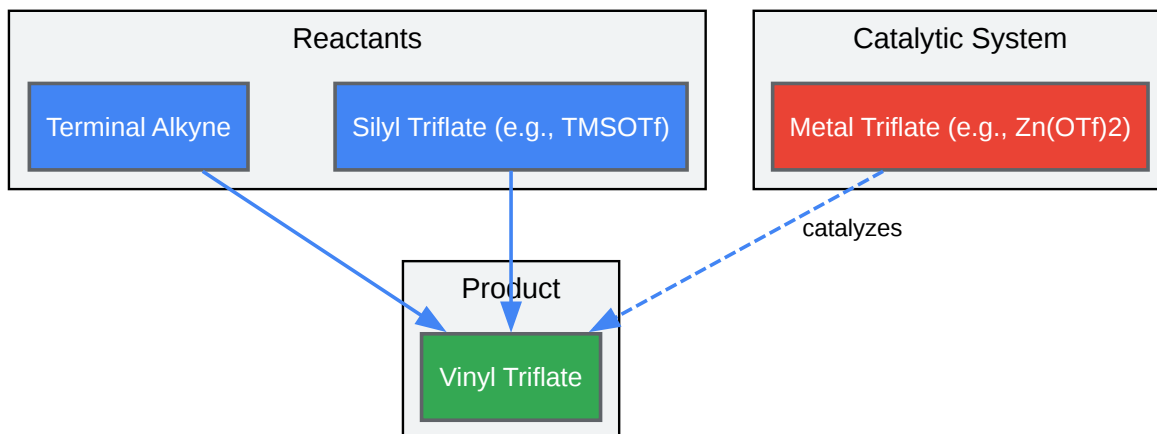 Reactants
Catalytic System
Terminal Alkyne
Silyl Triflate (e.g., TMSOTf)
Metal Triflate (e.g., Zn(OTf)2)
catalyzes
Product
Vinyl Triflate